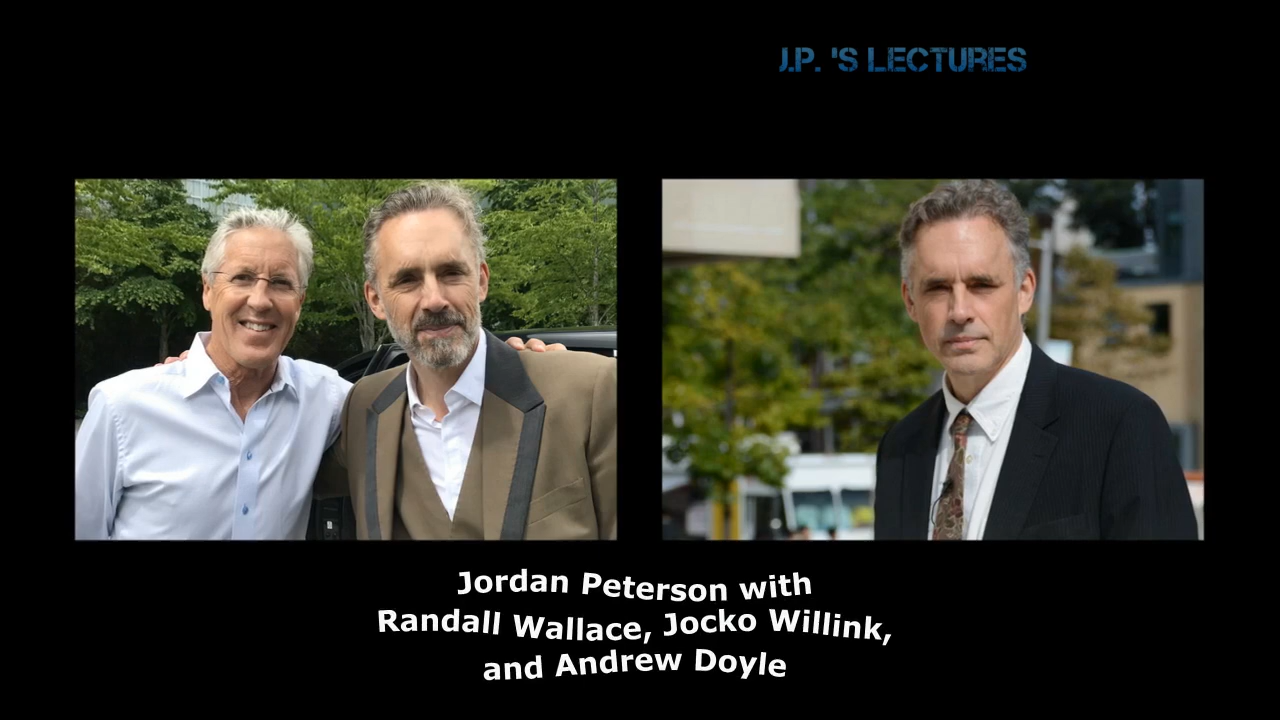 J.P. 'S LECTURES
Jordan Peterson with
Randall Wallace, Jocko Willink,
and Andrew Doyle